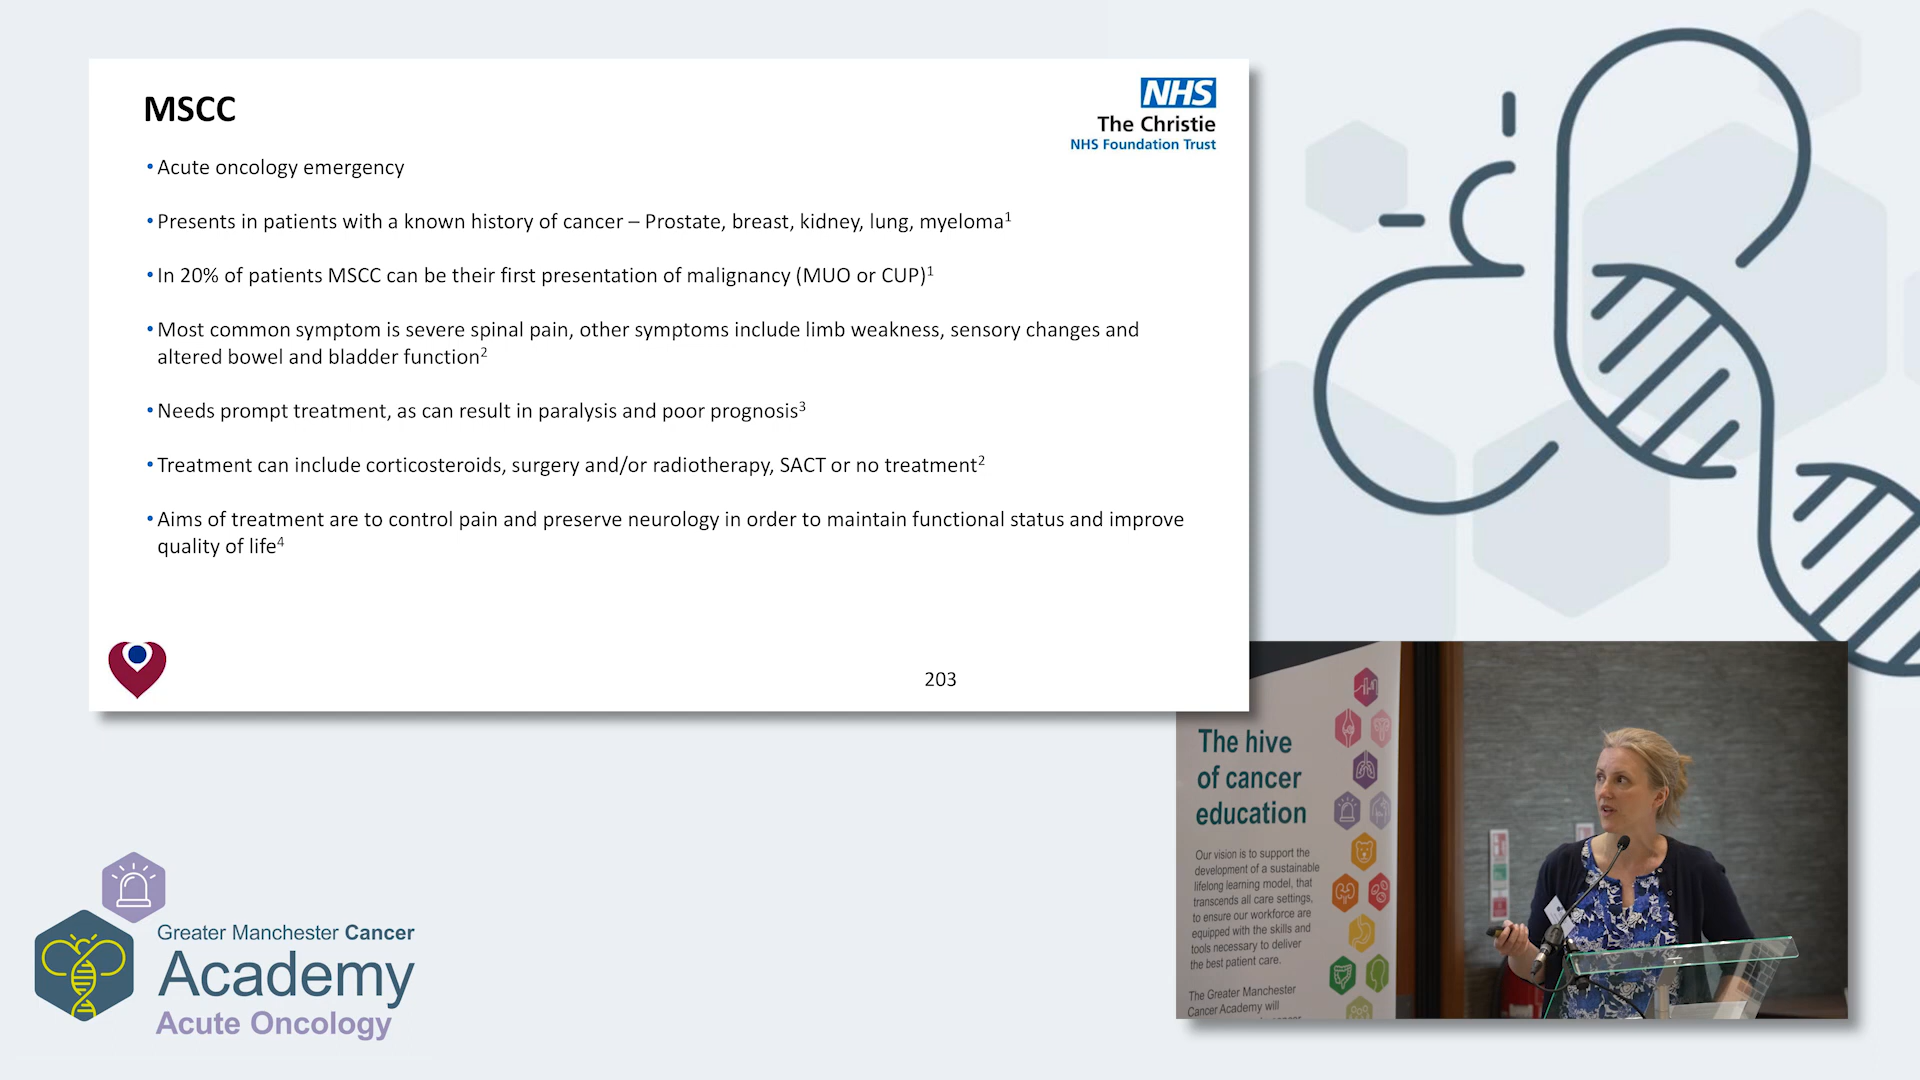 MSCC
NHS
The Christie
NHS Foundation Trust
• Acute oncology emergency
• Presents in patients with a known history of cancer – Prostate, breast, kidney, lung, myeloma¹
• In 20% of patients MSCC can be their first presentation of malignancy (MUO or CUP)¹
• Most common symptom is severe spinal pain, other symptoms include limb weakness, sensory changes and
altered bowel and bladder function²
• Needs prompt treatment, as can result in paralysis and poor prognosis³
• Treatment can include corticosteroids, surgery and/or radiotherapy, SACT or no treatment²
• Aims of treatment are to control pain and preserve neurology in order to maintain functional status and improve
quality of life⁴
203
The hive
of cancer
education
Our vision is to support the
development of a sustainable
lifelong learning model, that
transcends all care settings,
to ensure our workforce are
equipped with the skills and
tools necessary to deliver
the best patient care.
The Greater Manchester
Cancer Academy will
Greater Manchester Cancer
Academy
Acute Oncology